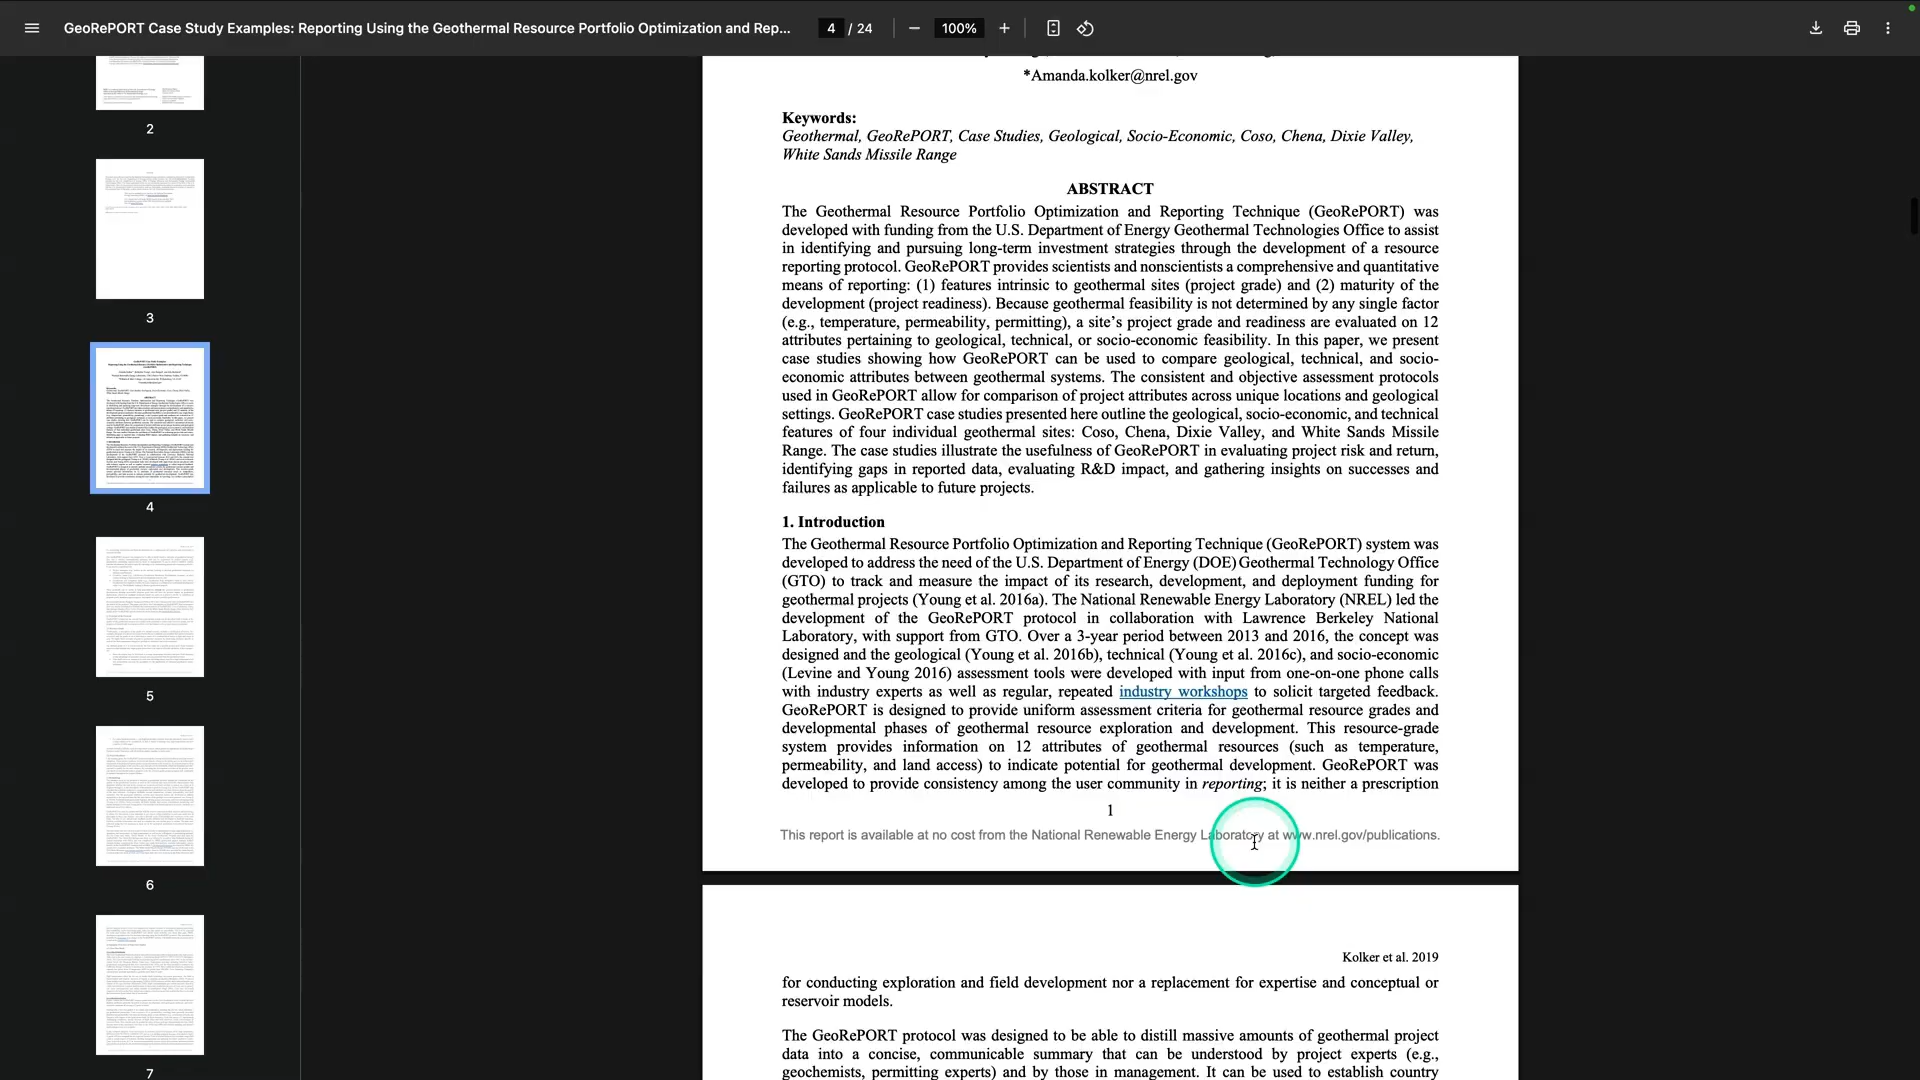 GeoRePORT Case Study Examples: Reporting Using the Geothermal Resource Portfolio Optimization and Rep...
4 / 24
100%
2
3
4
5
6
7
*Amanda.kolker@nrel.gov
Keywords:
Geothermal, GeoRePORT, Case Studies, Geological, Socio-Economic, Coso, Chena, Dixie Valley,
White Sands Missile Range
ABSTRACT
The Geothermal Resource Portfolio Optimization and Reporting Technique (GeoRePORT) was
developed with funding from the U.S. Department of Energy Geothermal Technologies Office to assist
in identifying and pursuing long-term investment strategies through the development of a resource
reporting protocol. GeoRePORT provides scientists and nonscientists a comprehensive and quantitative
means of reporting: (1) features intrinsic to geothermal sites (project grade) and (2) maturity of the
development (project readiness). Because geothermal feasibility is not determined by any single factor
(e.g., temperature, permeability, permitting), a site’s project grade and readiness are evaluated on 12
attributes pertaining to geological, technical, or socio-economic feasibility. In this paper, we present
case studies showing how GeoRePORT can be used to compare geological, technical, and socio-
economic attributes between geothermal systems. The consistent and objective assessment protocols
used in GeoRePORT allow for comparison of project attributes across unique locations and geological
settings. GeoRePORT case studies presented here outline the geological, socio-economic, and technical
features of four individual geothermal sites: Coso, Chena, Dixie Valley, and White Sands Missile
Range. The case studies illustrate the usefulness of GeoRePORT in evaluating project risk and return,
identifying gaps in reported data, evaluating R&D impact, and gathering insights on successes and
failures as applicable to future projects.
1. Introduction
The Geothermal Resource Portfolio Optimization and Reporting Technique (GeoRePORT) system was
developed to address the need of the U.S. Department of Energy (DOE) Geothermal Technology Office
(GTO) to track and measure the impact of its research, development, and deployment funding for
geothermal projects (Young et al. 2016a). The National Renewable Energy Laboratory (NREL) led the
development of the GeoRePORT protocol in collaboration with Lawrence Berkeley National
Laboratory, with support from GTO. Over a 3-year period between 2013 and 2016, the concept was
designed and the geological (Young et al. 2016b), technical (Young et al. 2016c), and socio-economic
(Levine and Young 2016) assessment tools were developed with input from one-on-one phone calls
with industry experts as well as regular, repeated industry workshops to solicit targeted feedback.
GeoRePORT is designed to provide uniform assessment criteria for geothermal resource grades and
developmental phases of geothermal resource exploration and development. This resource-grade
system provides information on 12 attributes of geothermal resources (such as temperature,
permeability, and land access) to indicate potential for geothermal development. GeoRePORT was
developed to provide consistency among the user community in reporting; it is neither a prescription
1
This report is available at no cost from the National Renewable Energy Laboratory at www.nrel.gov/publications.
Kolker et al. 2019
for conducting exploration and field development nor a replacement for expertise and conceptual or
reservoir models.
The GeoRePORT protocol was designed to be able to distill massive amounts of geothermal project
data into a concise, communicable summary that can be understood by project experts (e.g.,
geochemists, permitting experts) and by those in management. It can be used to establish country